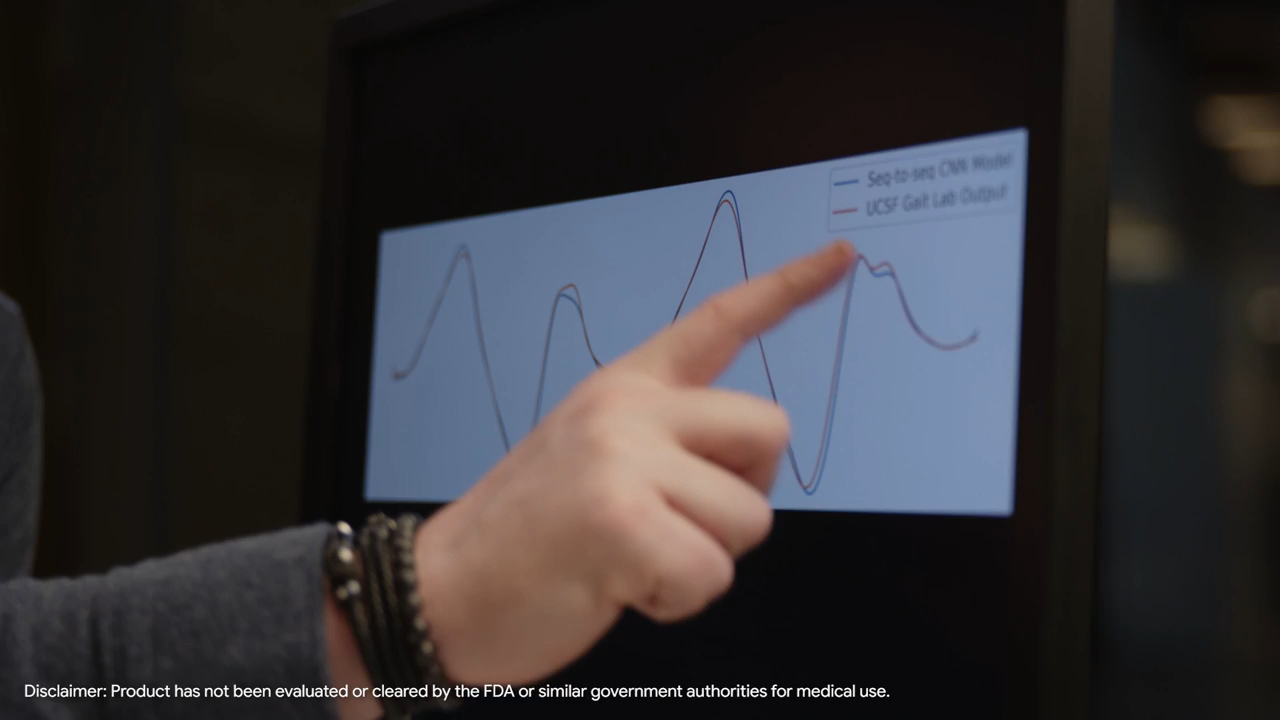 Seq-to-seq CNN Model
UCSF Gait Lab Output
Disclaimer: Product has not been evaluated or cleared by the FDA or similar government authorities for medical use.